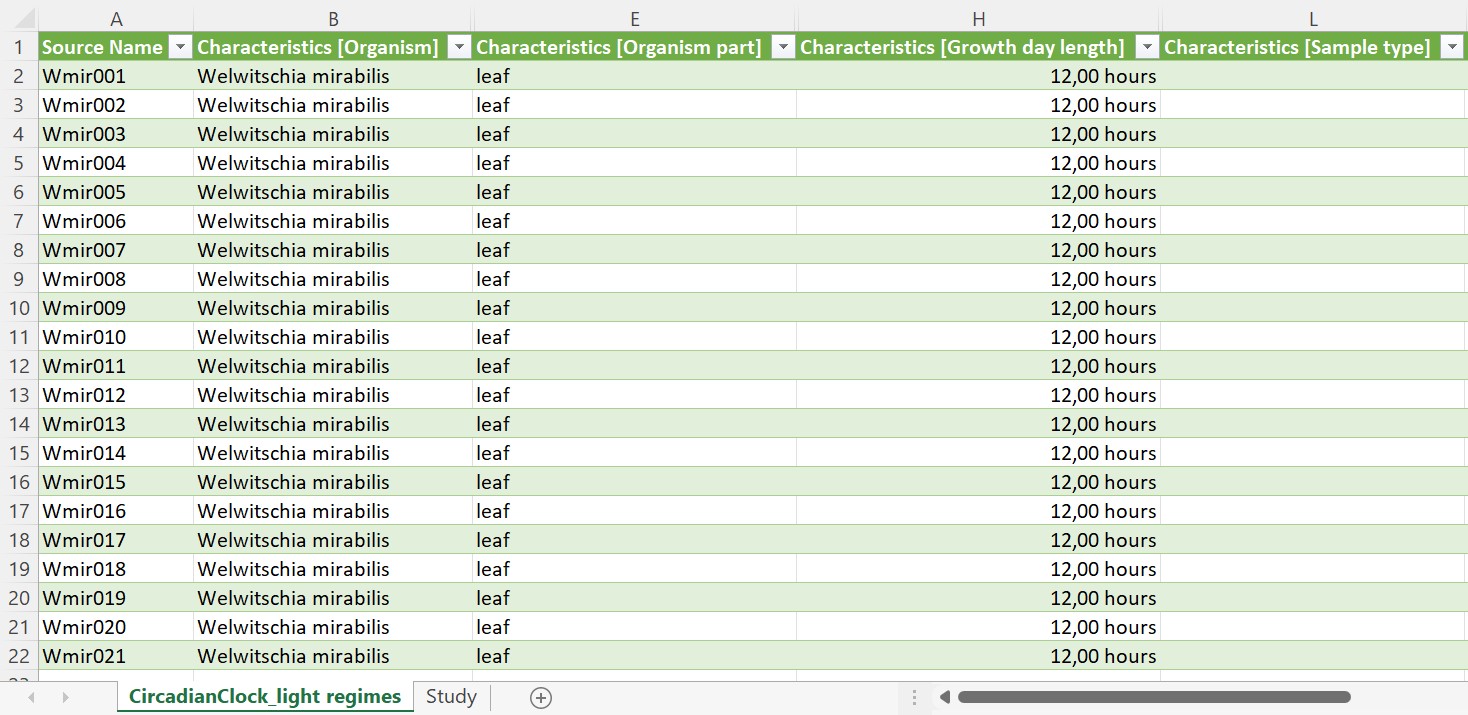 A B E H L
1 Source Name Characteristics [Organism] Characteristics [Organism part] Characteristics [Growth day length] Characteristics [Sample type]
2 Wmir001 Welwitschia mirabilis leaf 12,00 hours
3 Wmir002 Welwitschia mirabilis leaf 12,00 hours
4 Wmir003 Welwitschia mirabilis leaf 12,00 hours
5 Wmir004 Welwitschia mirabilis leaf 12,00 hours
6 Wmir005 Welwitschia mirabilis leaf 12,00 hours
7 Wmir006 Welwitschia mirabilis leaf 12,00 hours
8 Wmir007 Welwitschia mirabilis leaf 12,00 hours
9 Wmir008 Welwitschia mirabilis leaf 12,00 hours
10 Wmir009 Welwitschia mirabilis leaf 12,00 hours
11 Wmir010 Welwitschia mirabilis leaf 12,00 hours
12 Wmir011 Welwitschia mirabilis leaf 12,00 hours
13 Wmir012 Welwitschia mirabilis leaf 12,00 hours
14 Wmir013 Welwitschia mirabilis leaf 12,00 hours
15 Wmir014 Welwitschia mirabilis leaf 12,00 hours
16 Wmir015 Welwitschia mirabilis leaf 12,00 hours
17 Wmir016 Welwitschia mirabilis leaf 12,00 hours
18 Wmir017 Welwitschia mirabilis leaf 12,00 hours
19 Wmir018 Welwitschia mirabilis leaf 12,00 hours
20 Wmir019 Welwitschia mirabilis leaf 12,00 hours
21 Wmir020 Welwitschia mirabilis leaf 12,00 hours
22 Wmir021 Welwitschia mirabilis leaf 12,00 hours
CircadianClock_light regimes Study